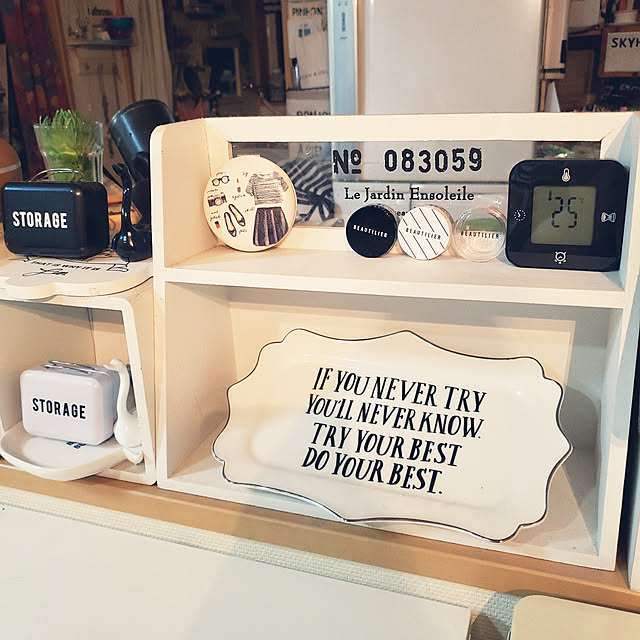 SKYH
STORAGE
Nº 083059
Le Jardin Ensoleile
BEAUTILIER
BEAUTILIER
BEAUTILIER
25
STORAGE
IF YOU NEVER TRY
YOU'LL NEVER KNOW.
TRY YOUR BEST
DO YOUR BEST.